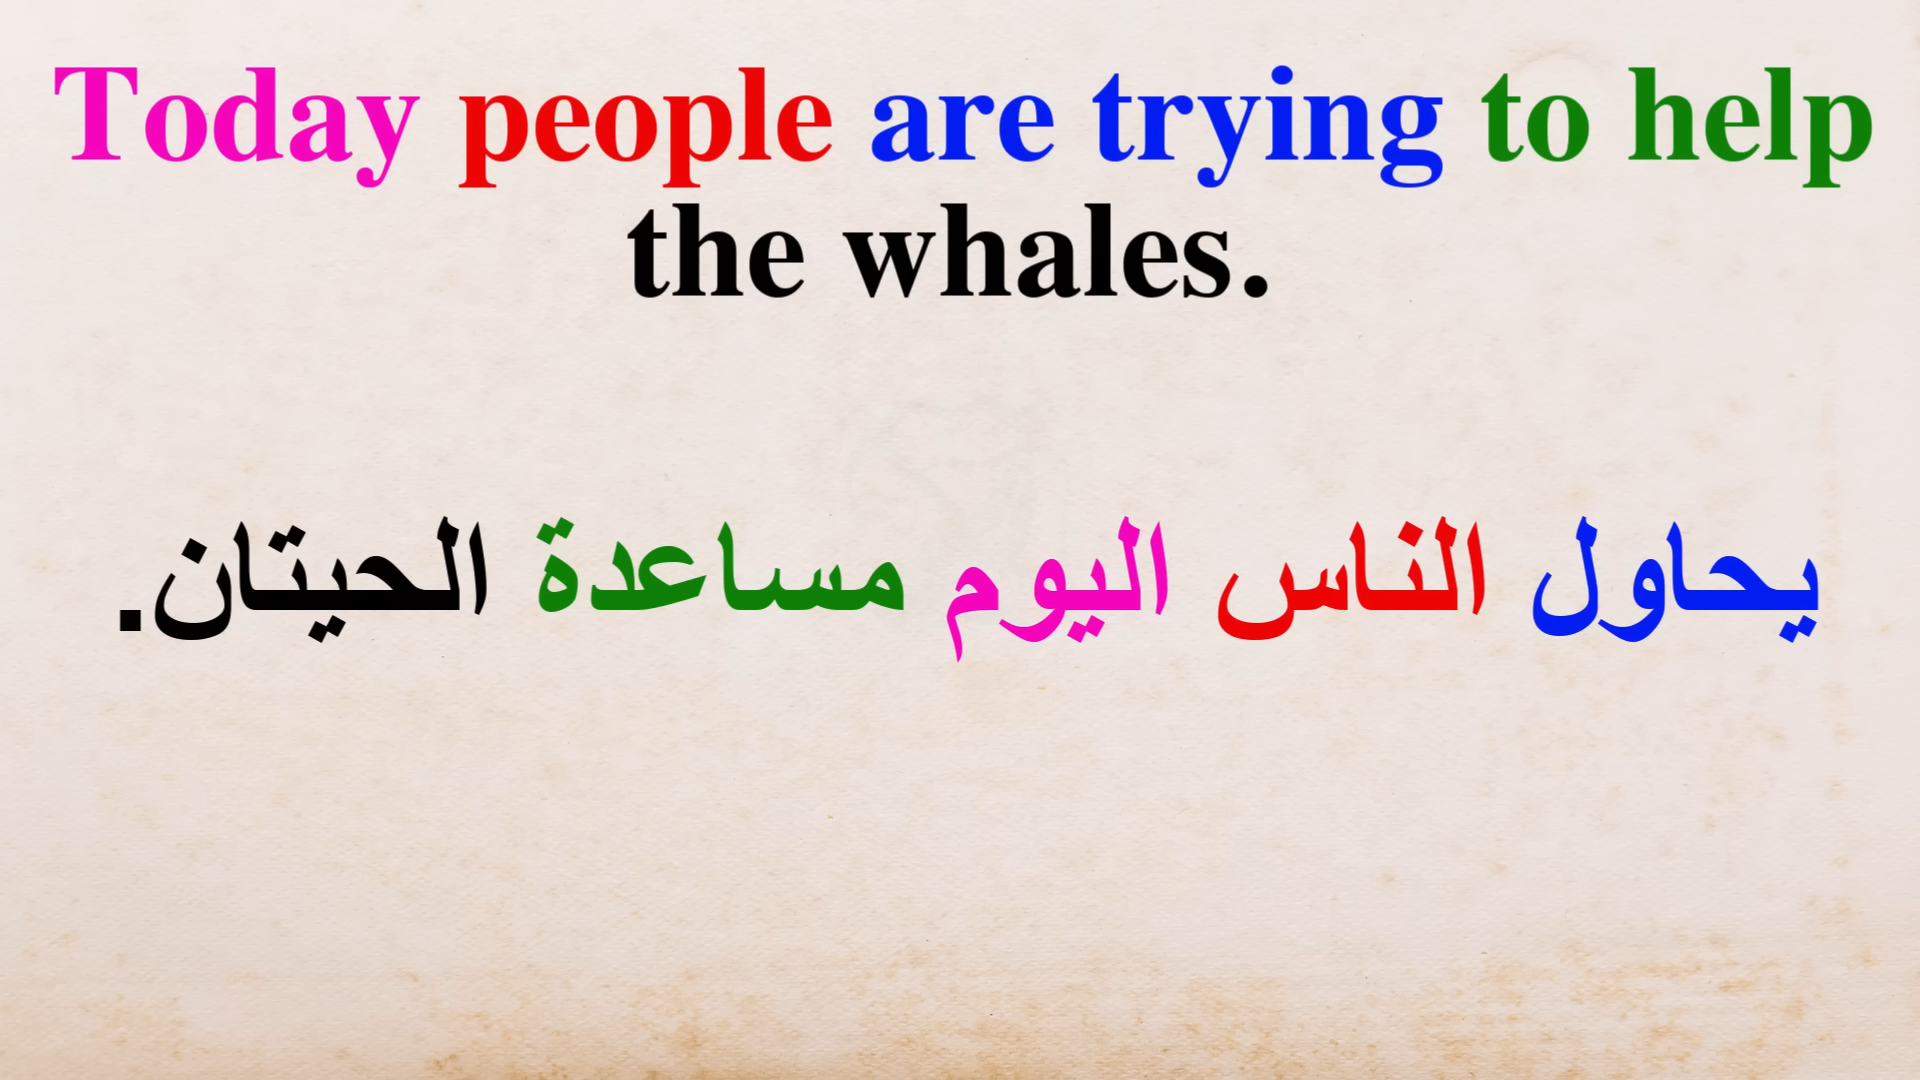 Today people are trying to help
the whales.
يحاول الناس اليوم مساعدة الحيتان.